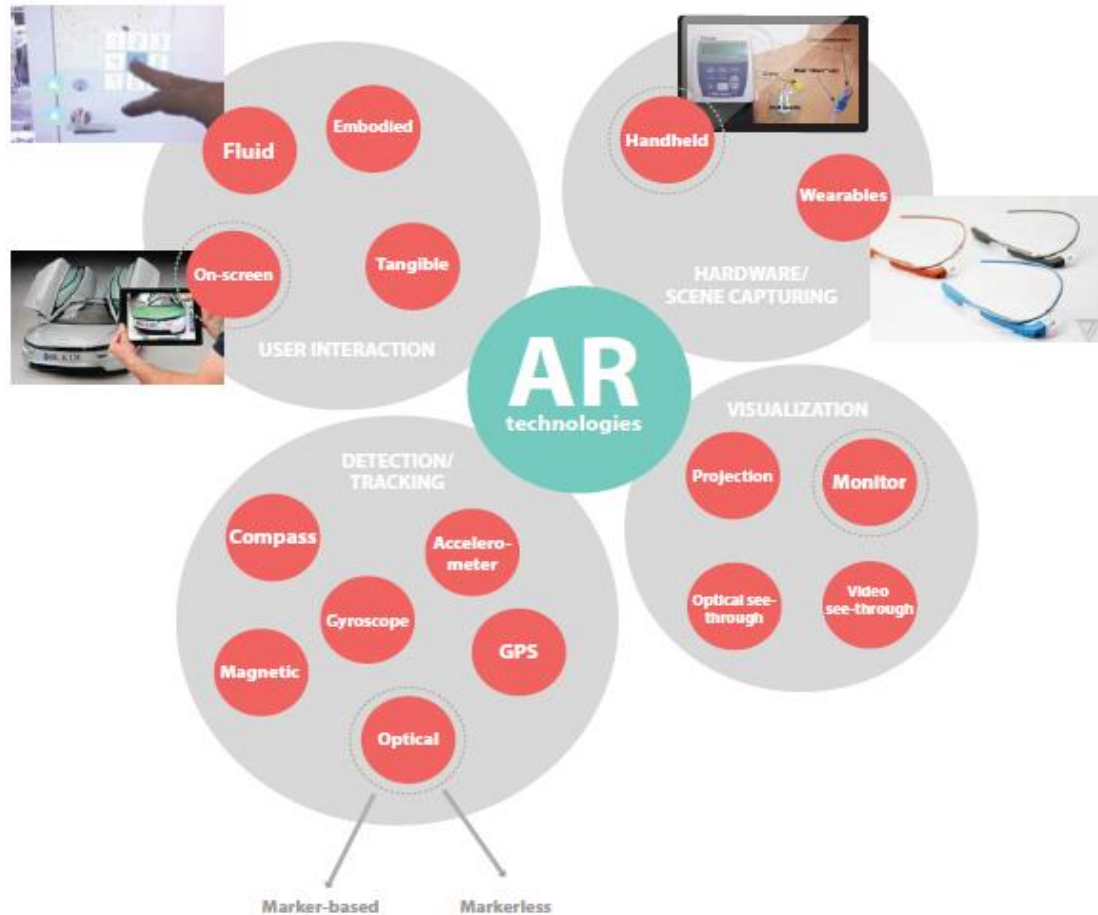 Fluid
Embodied
On-screen
Tangible
USER INTERACTION
Handheld
Wearables
HARDWARE/
SCENE CAPTURING
AR
technologies
DETECTION/
TRACKING
Compass
Accelero-
meter
Gyroscope
Magnetic
GPS
Optical
Marker-based
Markerless
VISUALIZATION
Projection
Monitor
Optical see-
through
Video
see-through